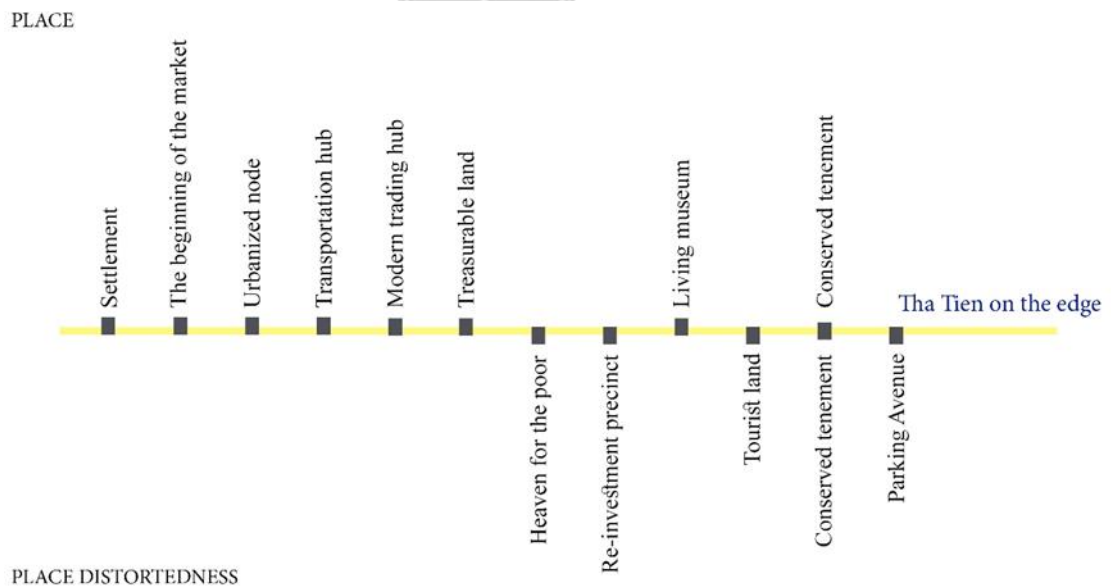 PLACE
Settlement
The beginning of the market
Urbanized node
Transportation hub
Modern trading hub
Treasurable land
Living museum
Conserved tenement
Tha Tien on the edge
Heaven for the poor
Re-investment precinct
Tourist land
Conserved tenement
Parking Avenue
PLACE DISTORTEDNESS